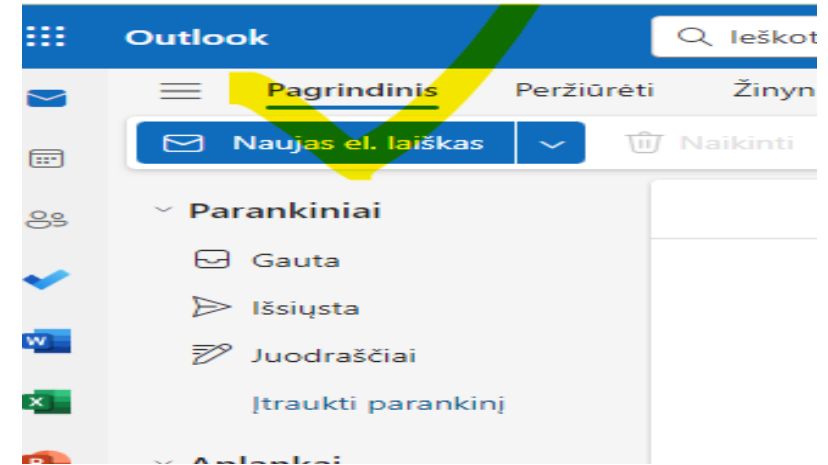 Outlook
Ieškot
Pagrindinis Peržiūrėti Žinyn
Naujas el. laiškas Naikinti
Parankiniai
Gauta
Išsiųsta
Juodraščiai
Įtraukti parankinį
Aplankai